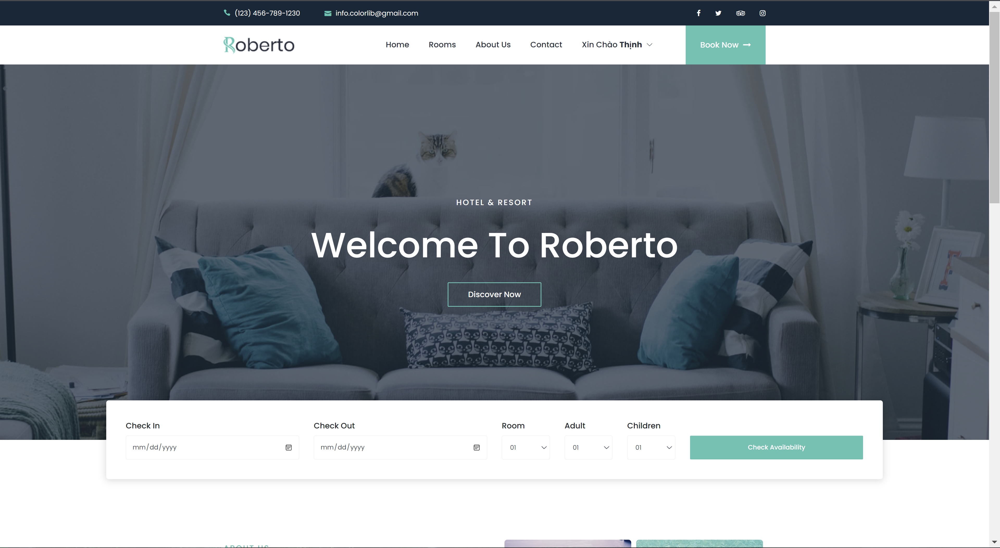 (123) 456-789-1230 info.colorlib@gmail.com
Roberto Home Rooms About Us Contact Xin Chào Thịnh Book Now
HOTEL & RESORT
Welcome To Roberto
Discover Now
Check In Check Out Room Adult Children
mm/dd/yyyy mm/dd/yyyy 01 01 01 Check Availability
ABOUT US